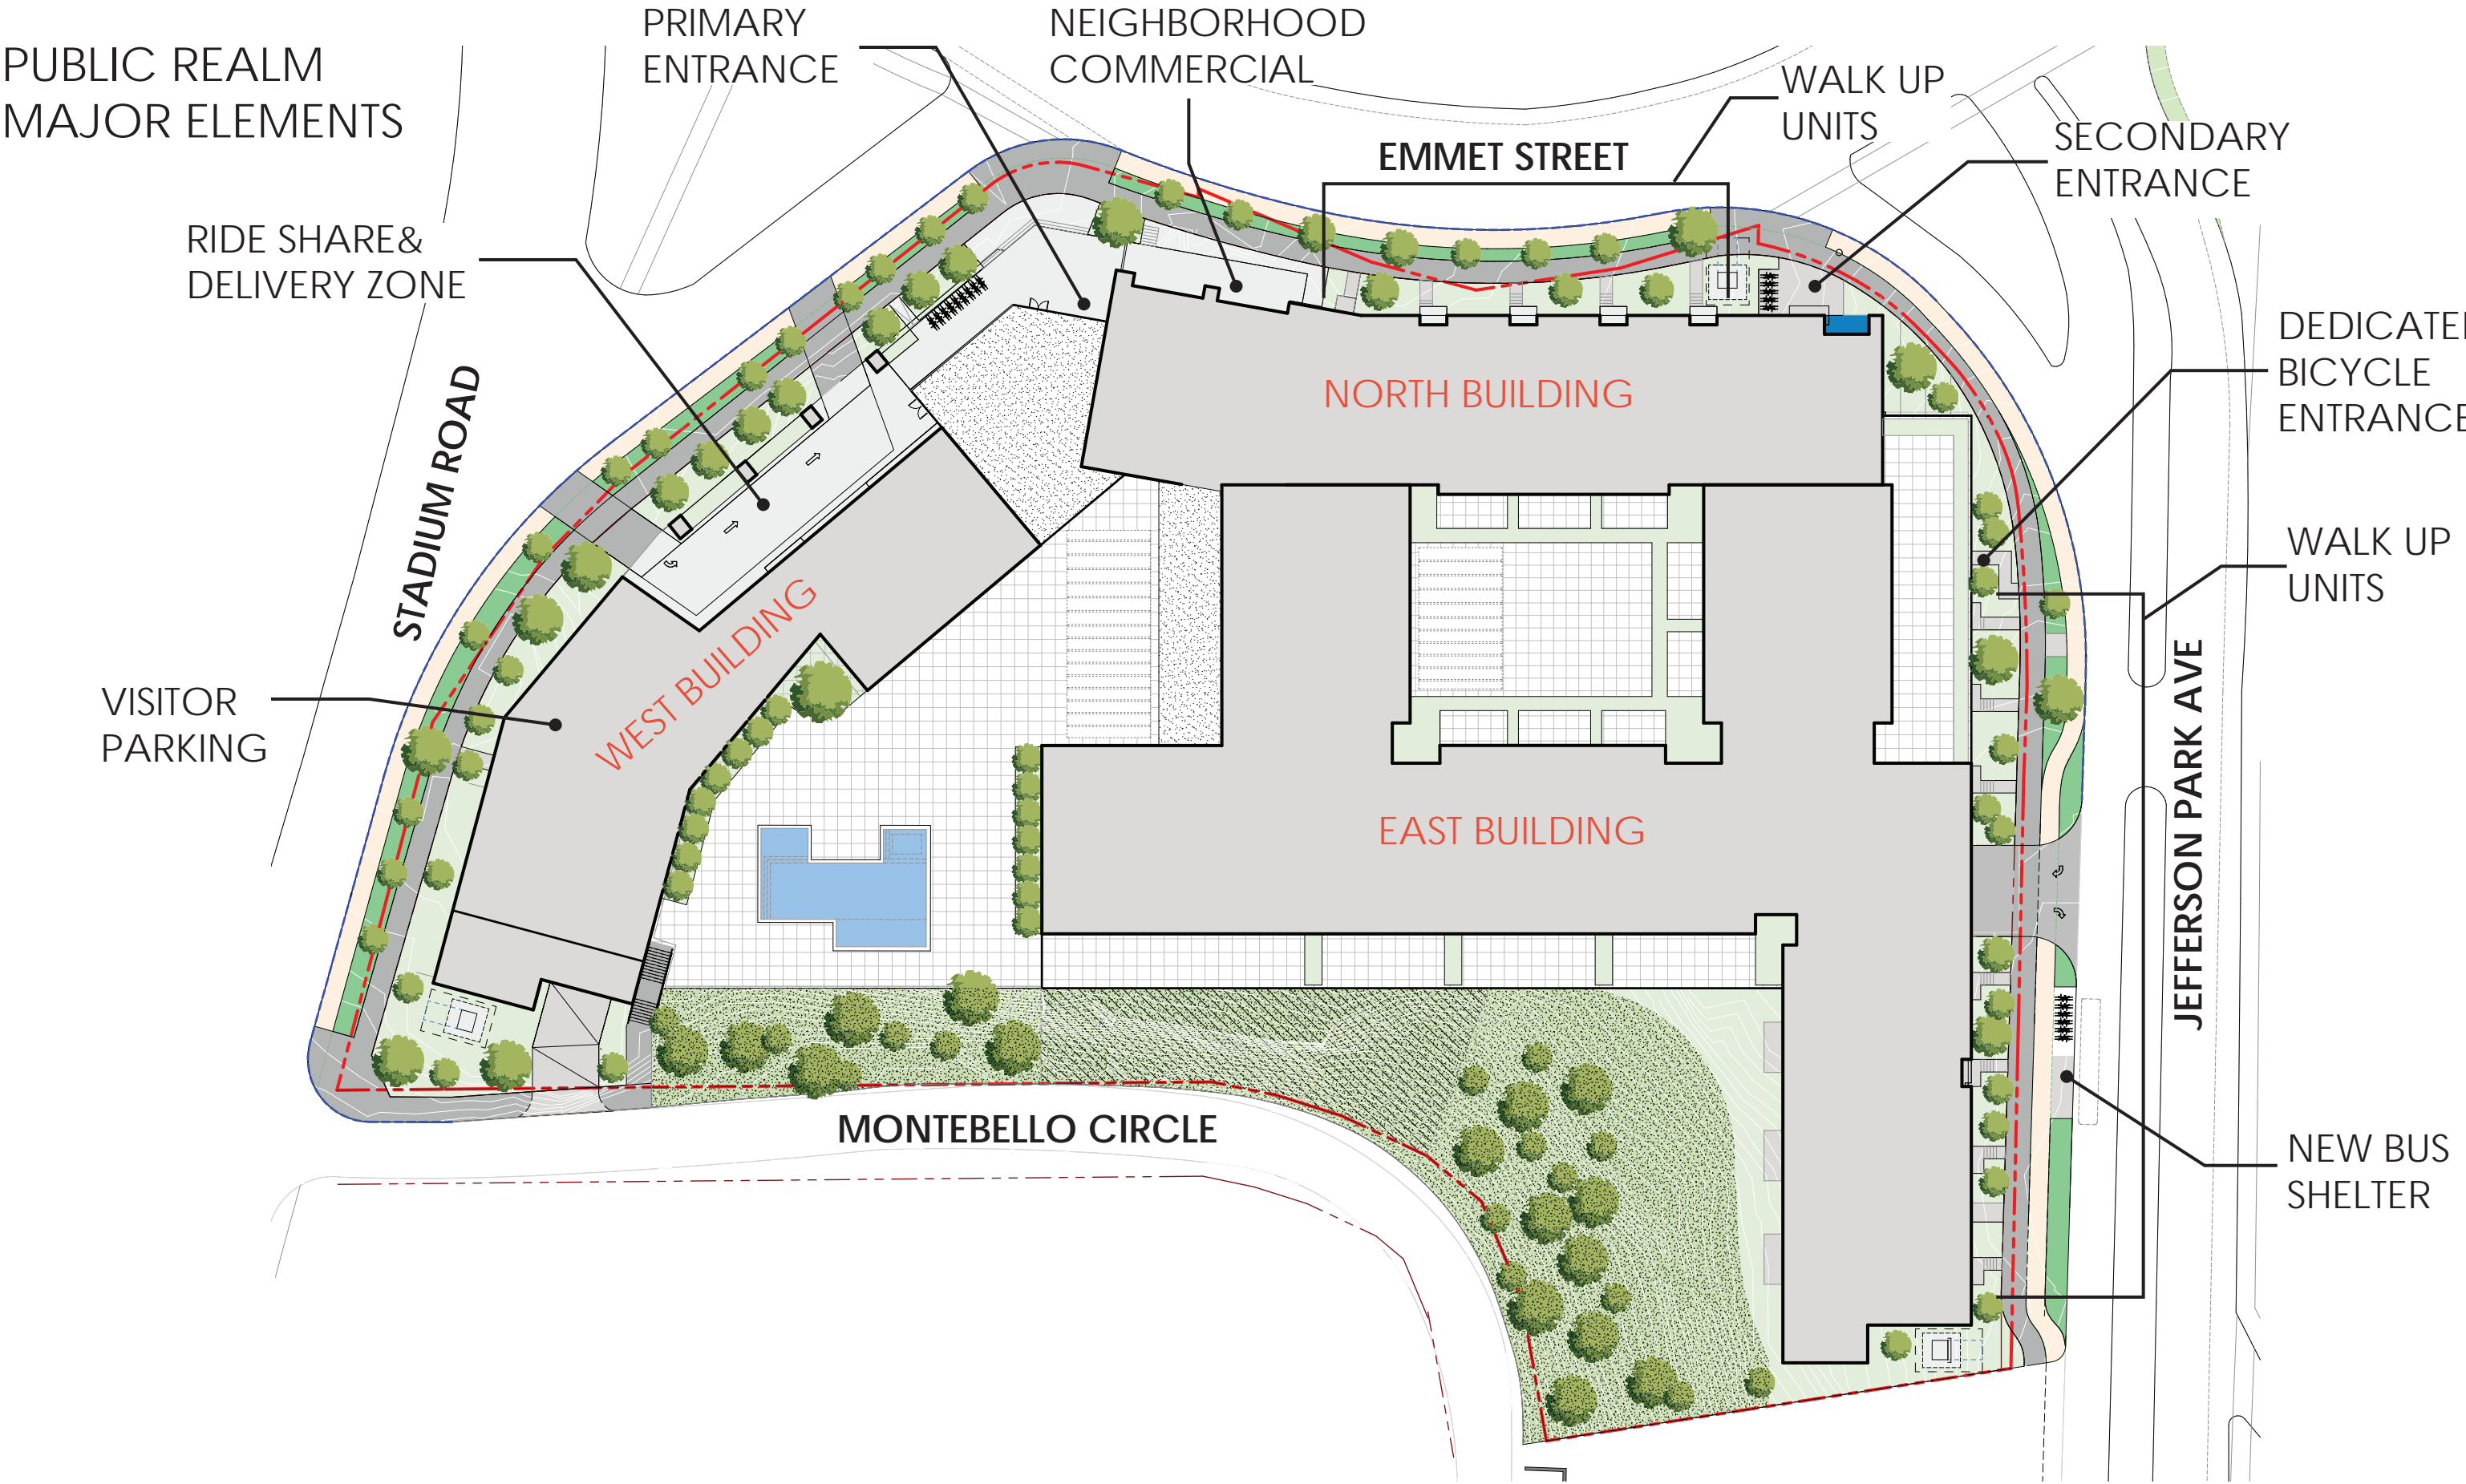 PUBLIC REALM
MAJOR ELEMENTS
PRIMARY
ENTRANCE
NEIGHBORHOOD
COMMERCIAL
WALK UP
UNITS
EMMET STREET
SECONDARY
ENTRANCE
RIDE SHARE&
DELIVERY ZONE
DEDICATE
BICYCLE
ENTRANCE
NORTH BUILDING
STADIUM ROAD
WALK UP
UNITS
WEST BUILDING
VISITOR
PARKING
JEFFERSON PARK AVE
EAST BUILDING
MONTEBELLO CIRCLE
NEW BUS
SHELTER